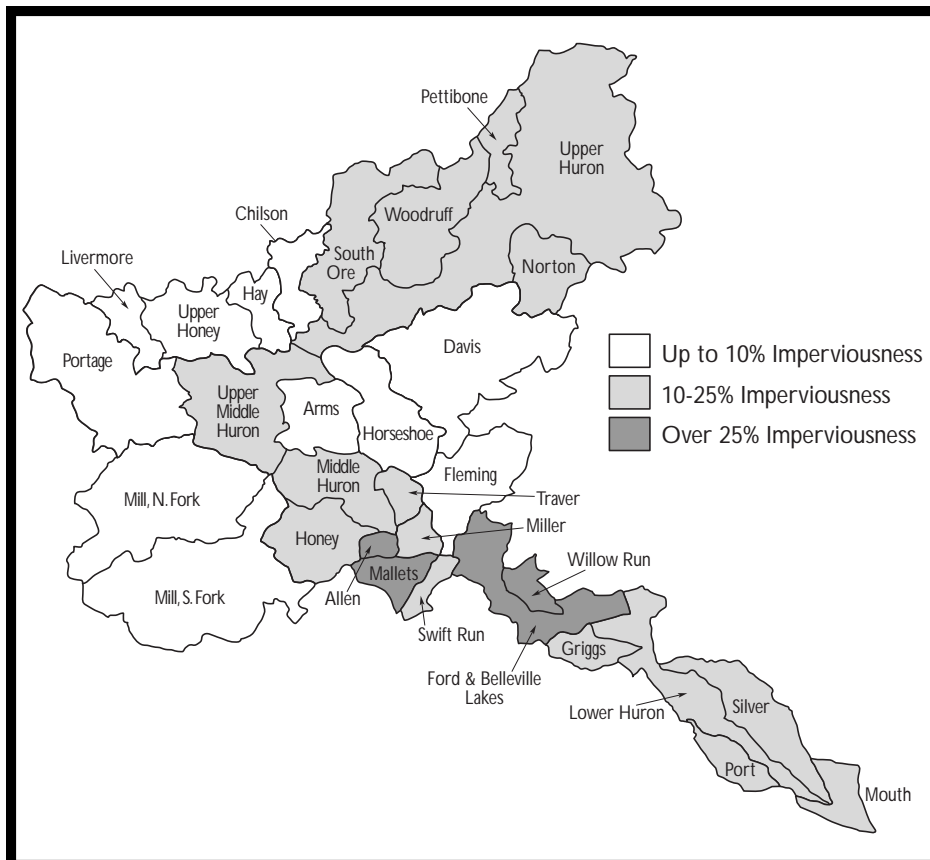 Pettibone
Upper
Huron
Chilson
Woodruff
Livermore
South
Ore
Norton
Hay
Upper
Honey
Portage
Davis
Up to 10% Imperviousness
10-25% Imperviousness
Over 25% Imperviousness
Upper
Middle
Huron
Arms
Horseshoe
Middle
Huron
Fleming
Mill, N. Fork
Traver
Miller
Honey
Willow Run
Mallets
Allen
Mill, S. Fork
Swift Run
Griggs
Ford & Belleville
Lakes
Lower Huron
Silver
Port
Mouth